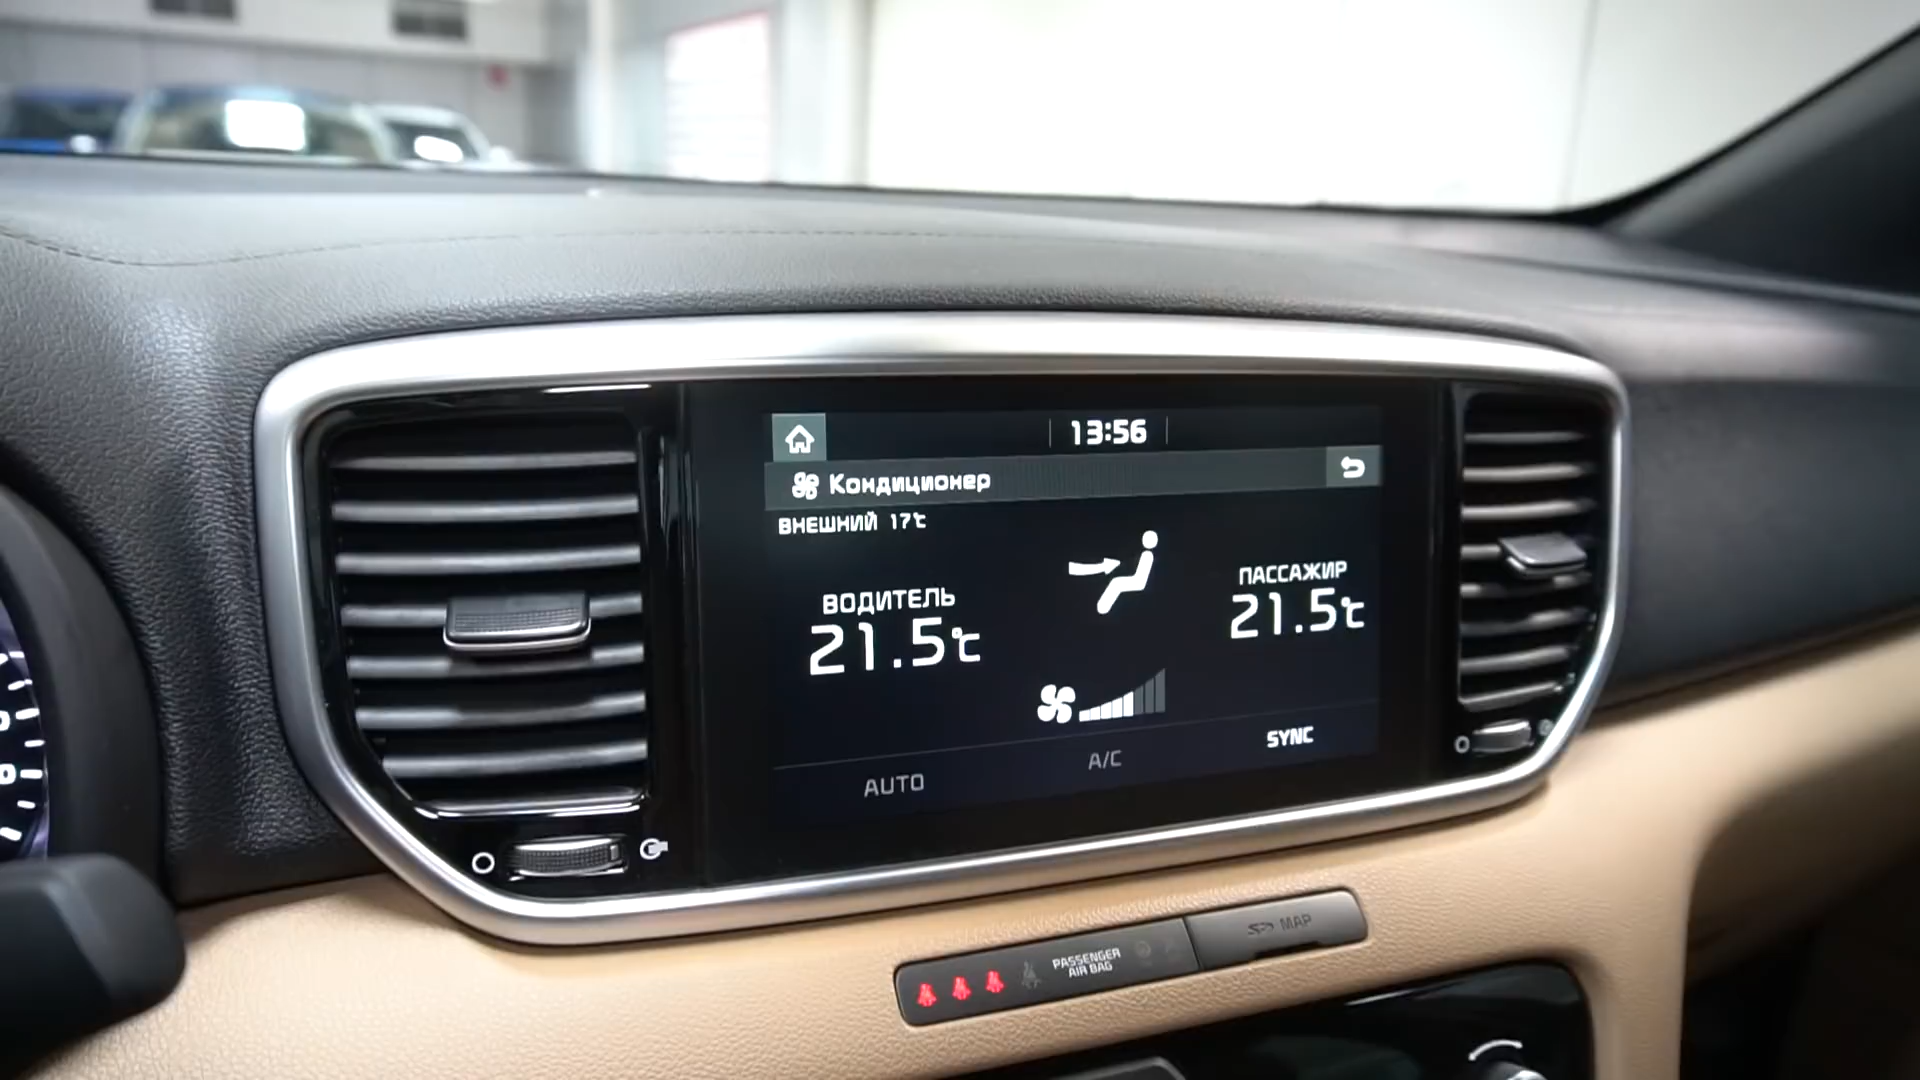 13:56
Кондиционер
ВНЕШНИЙ 17℃
ВОДИТЕЛЬ
21.5℃
ПАССАЖИР
21.5℃
AUTO
A/C
SYNC
PASSENGER
AIR BAG
MAP